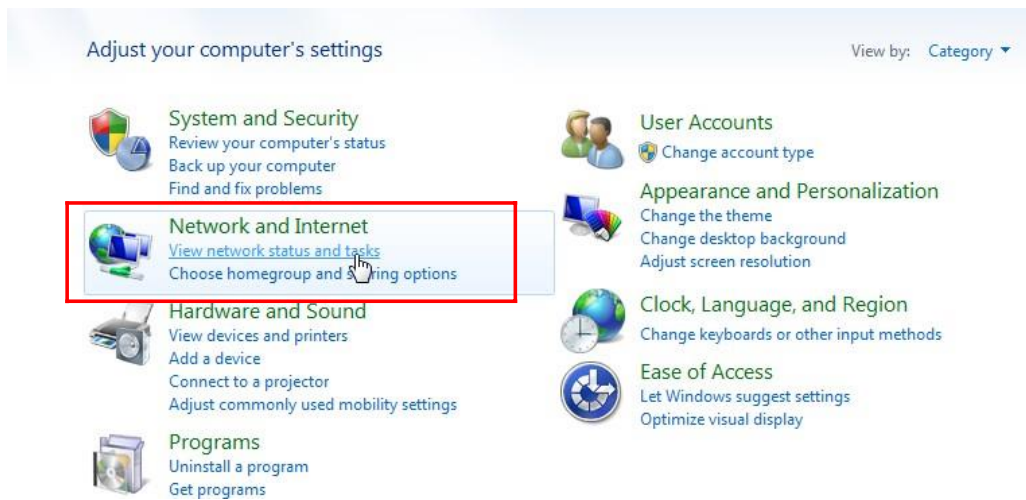 Adjust your computer's settings
View by: Category
System and Security
Review your computer's status
Back up your computer
Find and fix problems
Network and Internet
View network status and tasks
Choose homegroup and sharing options
Hardware and Sound
View devices and printers
Add a device
Connect to a projector
Adjust commonly used mobility settings
Programs
Uninstall a program
Get programs
User Accounts
Change account type
Appearance and Personalization
Change the theme
Change desktop background
Adjust screen resolution
Clock, Language, and Region
Change keyboards or other input methods
Ease of Access
Let Windows suggest settings
Optimize visual display